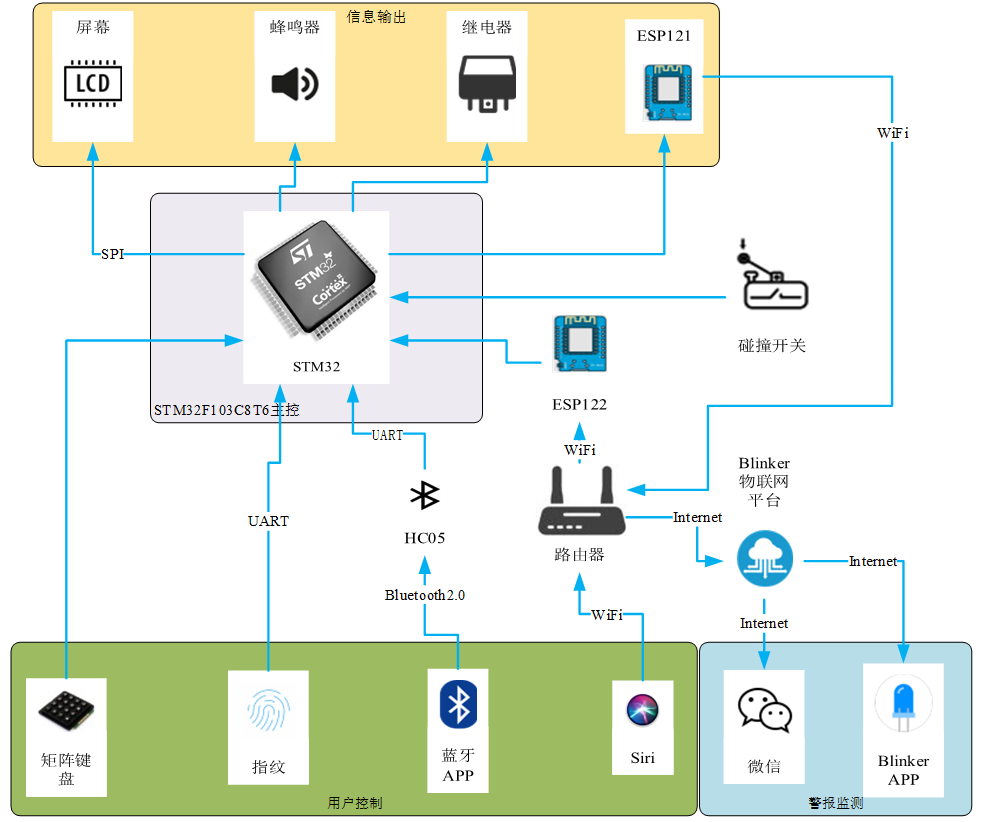 信息输出
屏幕
蜂鸣器
继电器
ESP121
LCD
WiFi
SPI
ST
STM32
Cortex
STM32
STM32F103C8T6主控
碰撞开关
ESP122
WiFi
UART
HC05
Bluetooth2.0
UART
路由器
Internet
Blinker
物联网
平台
Internet
WiFi
Internet
矩阵键
盘
指纹
蓝牙
APP
Siri
用户控制
微信
Blinker
APP
警报监测